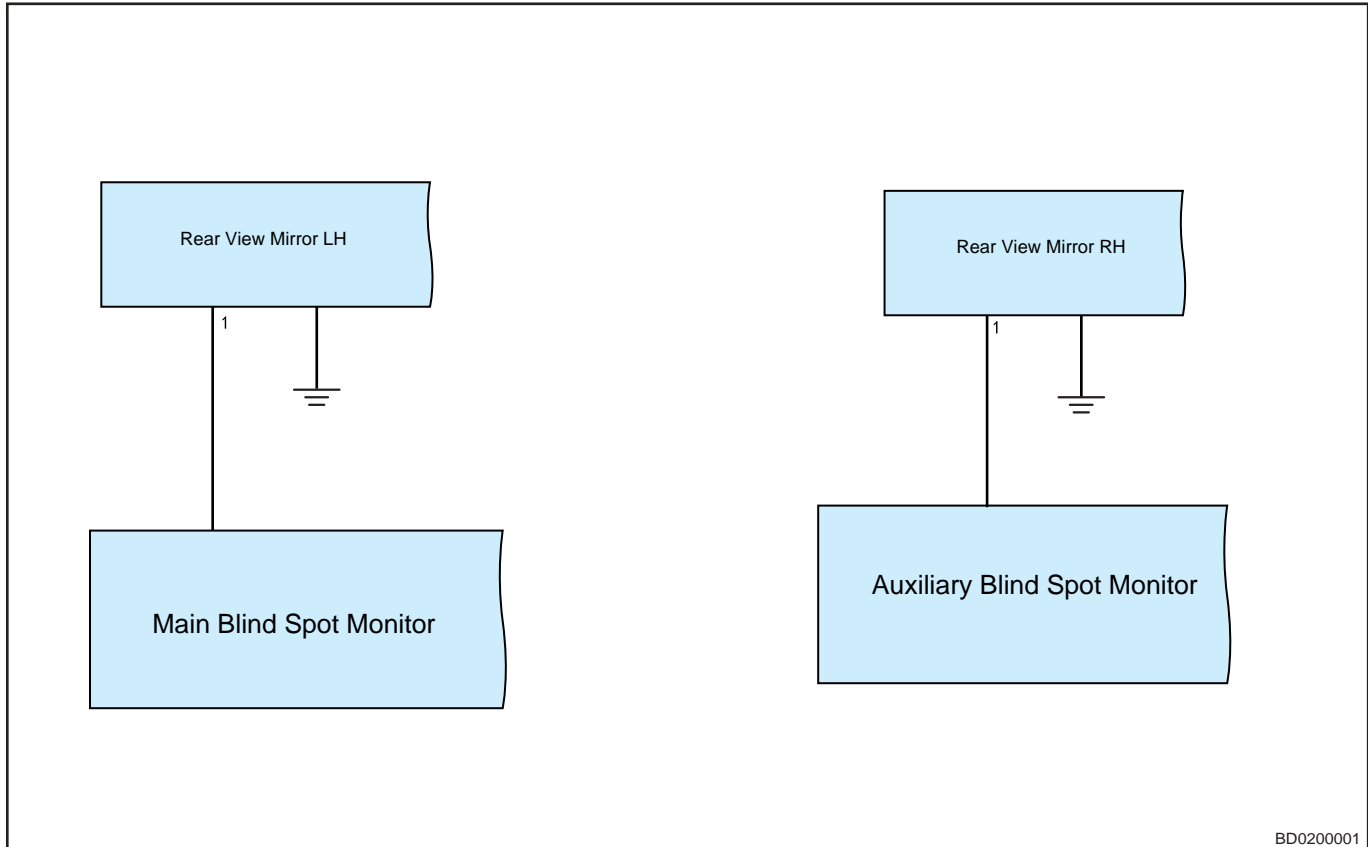 Rear View Mirror LH
Rear View Mirror RH
1
1
Main Blind Spot Monitor
Auxiliary Blind Spot Monitor
BD0200001